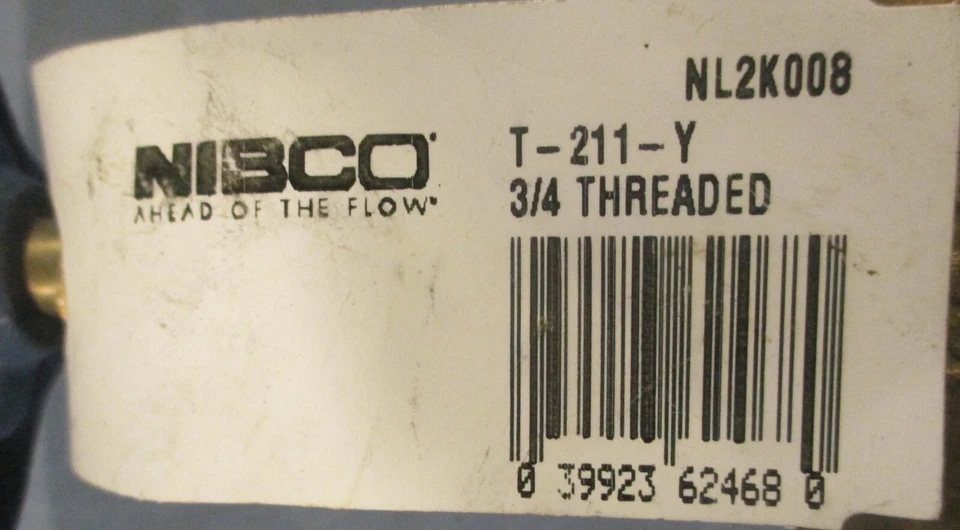 NL2K008
NIBCO®
AHEAD OF THE FLOW®
T-211-Y
3/4 THREADED
0 39923 62468 0